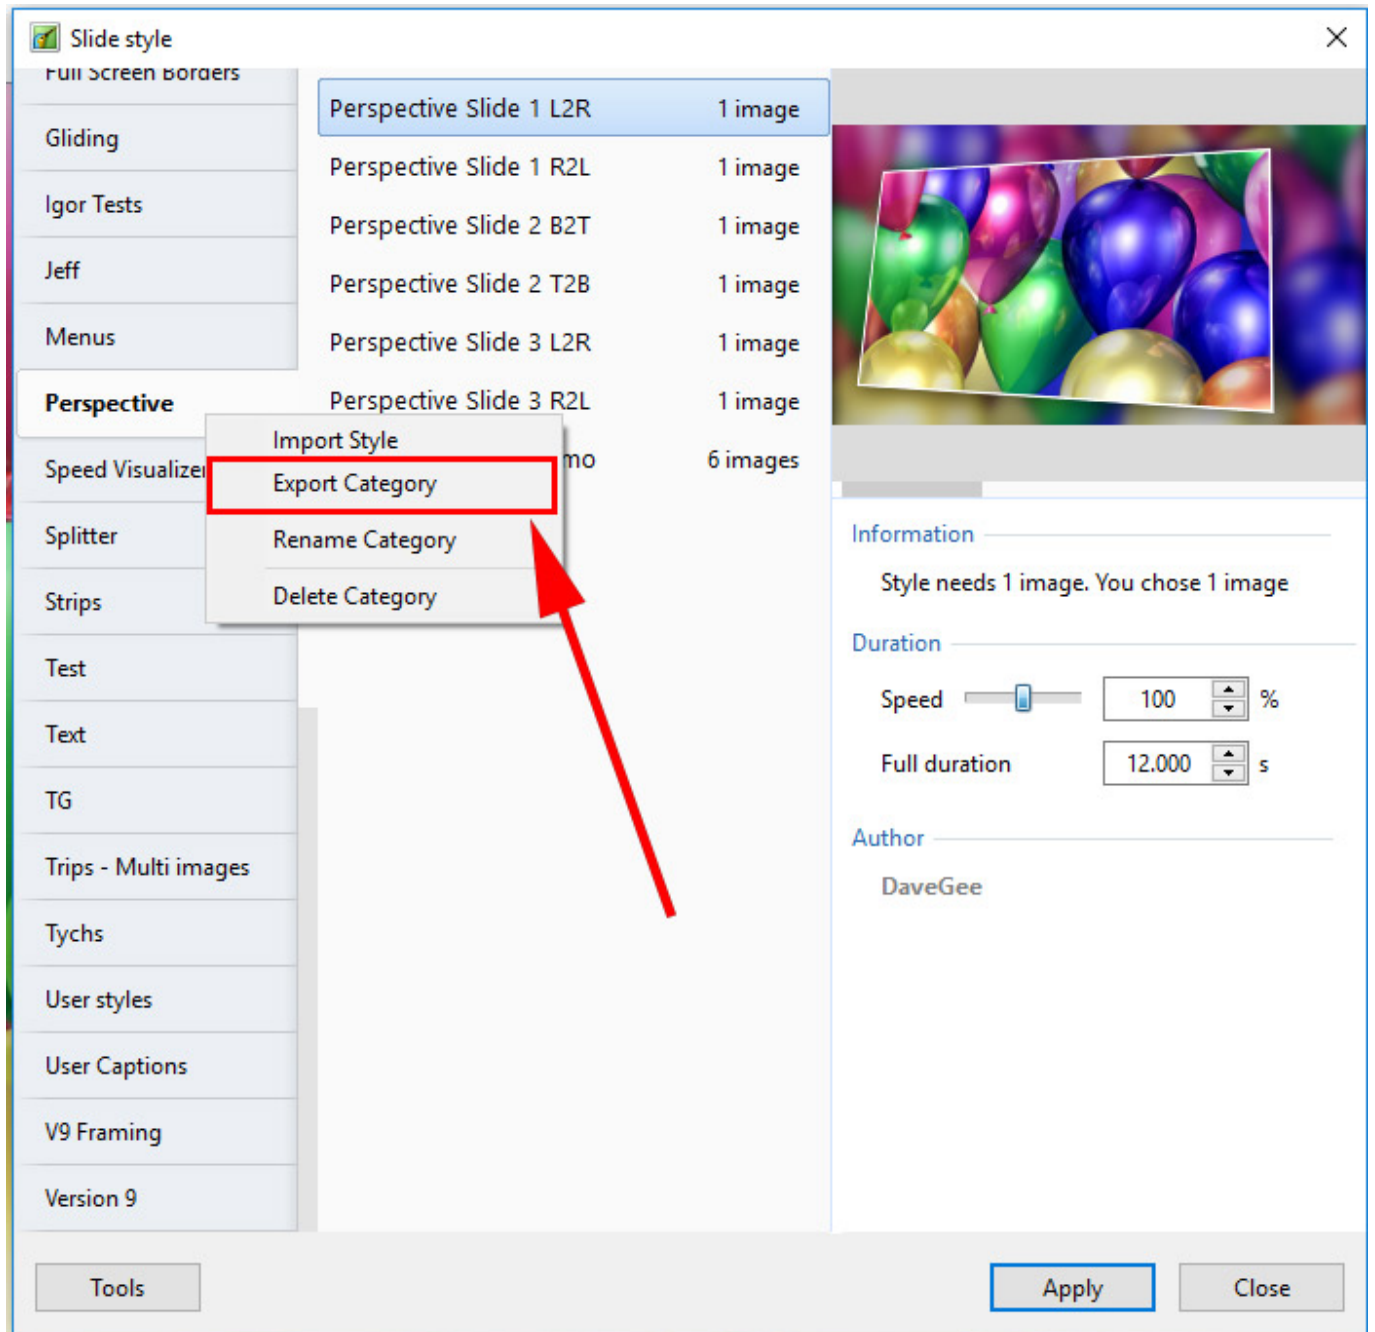 Slide style
Full Screen Borders
Gliding
Igor Tests
Jeff
Menus
Perspective
Speed Visualizer
Splitter
Strips
Test
Text
TG
Trips - Multi images
Tychs
User styles
User Captions
V9 Framing
Version 9
Perspective Slide 1 L2R 1 image
Perspective Slide 1 R2L 1 image
Perspective Slide 2 B2T 1 image
Perspective Slide 2 T2B 1 image
Perspective Slide 3 L2R 1 image
Perspective Slide 3 R2L 1 image
mo 6 images
Import Style
Export Category
Rename Category
Delete Category
Information
Style needs 1 image. You chose 1 image
Duration
Speed 100 %
Full duration 12.000 s
Author
DaveGee
Tools
Apply
Close